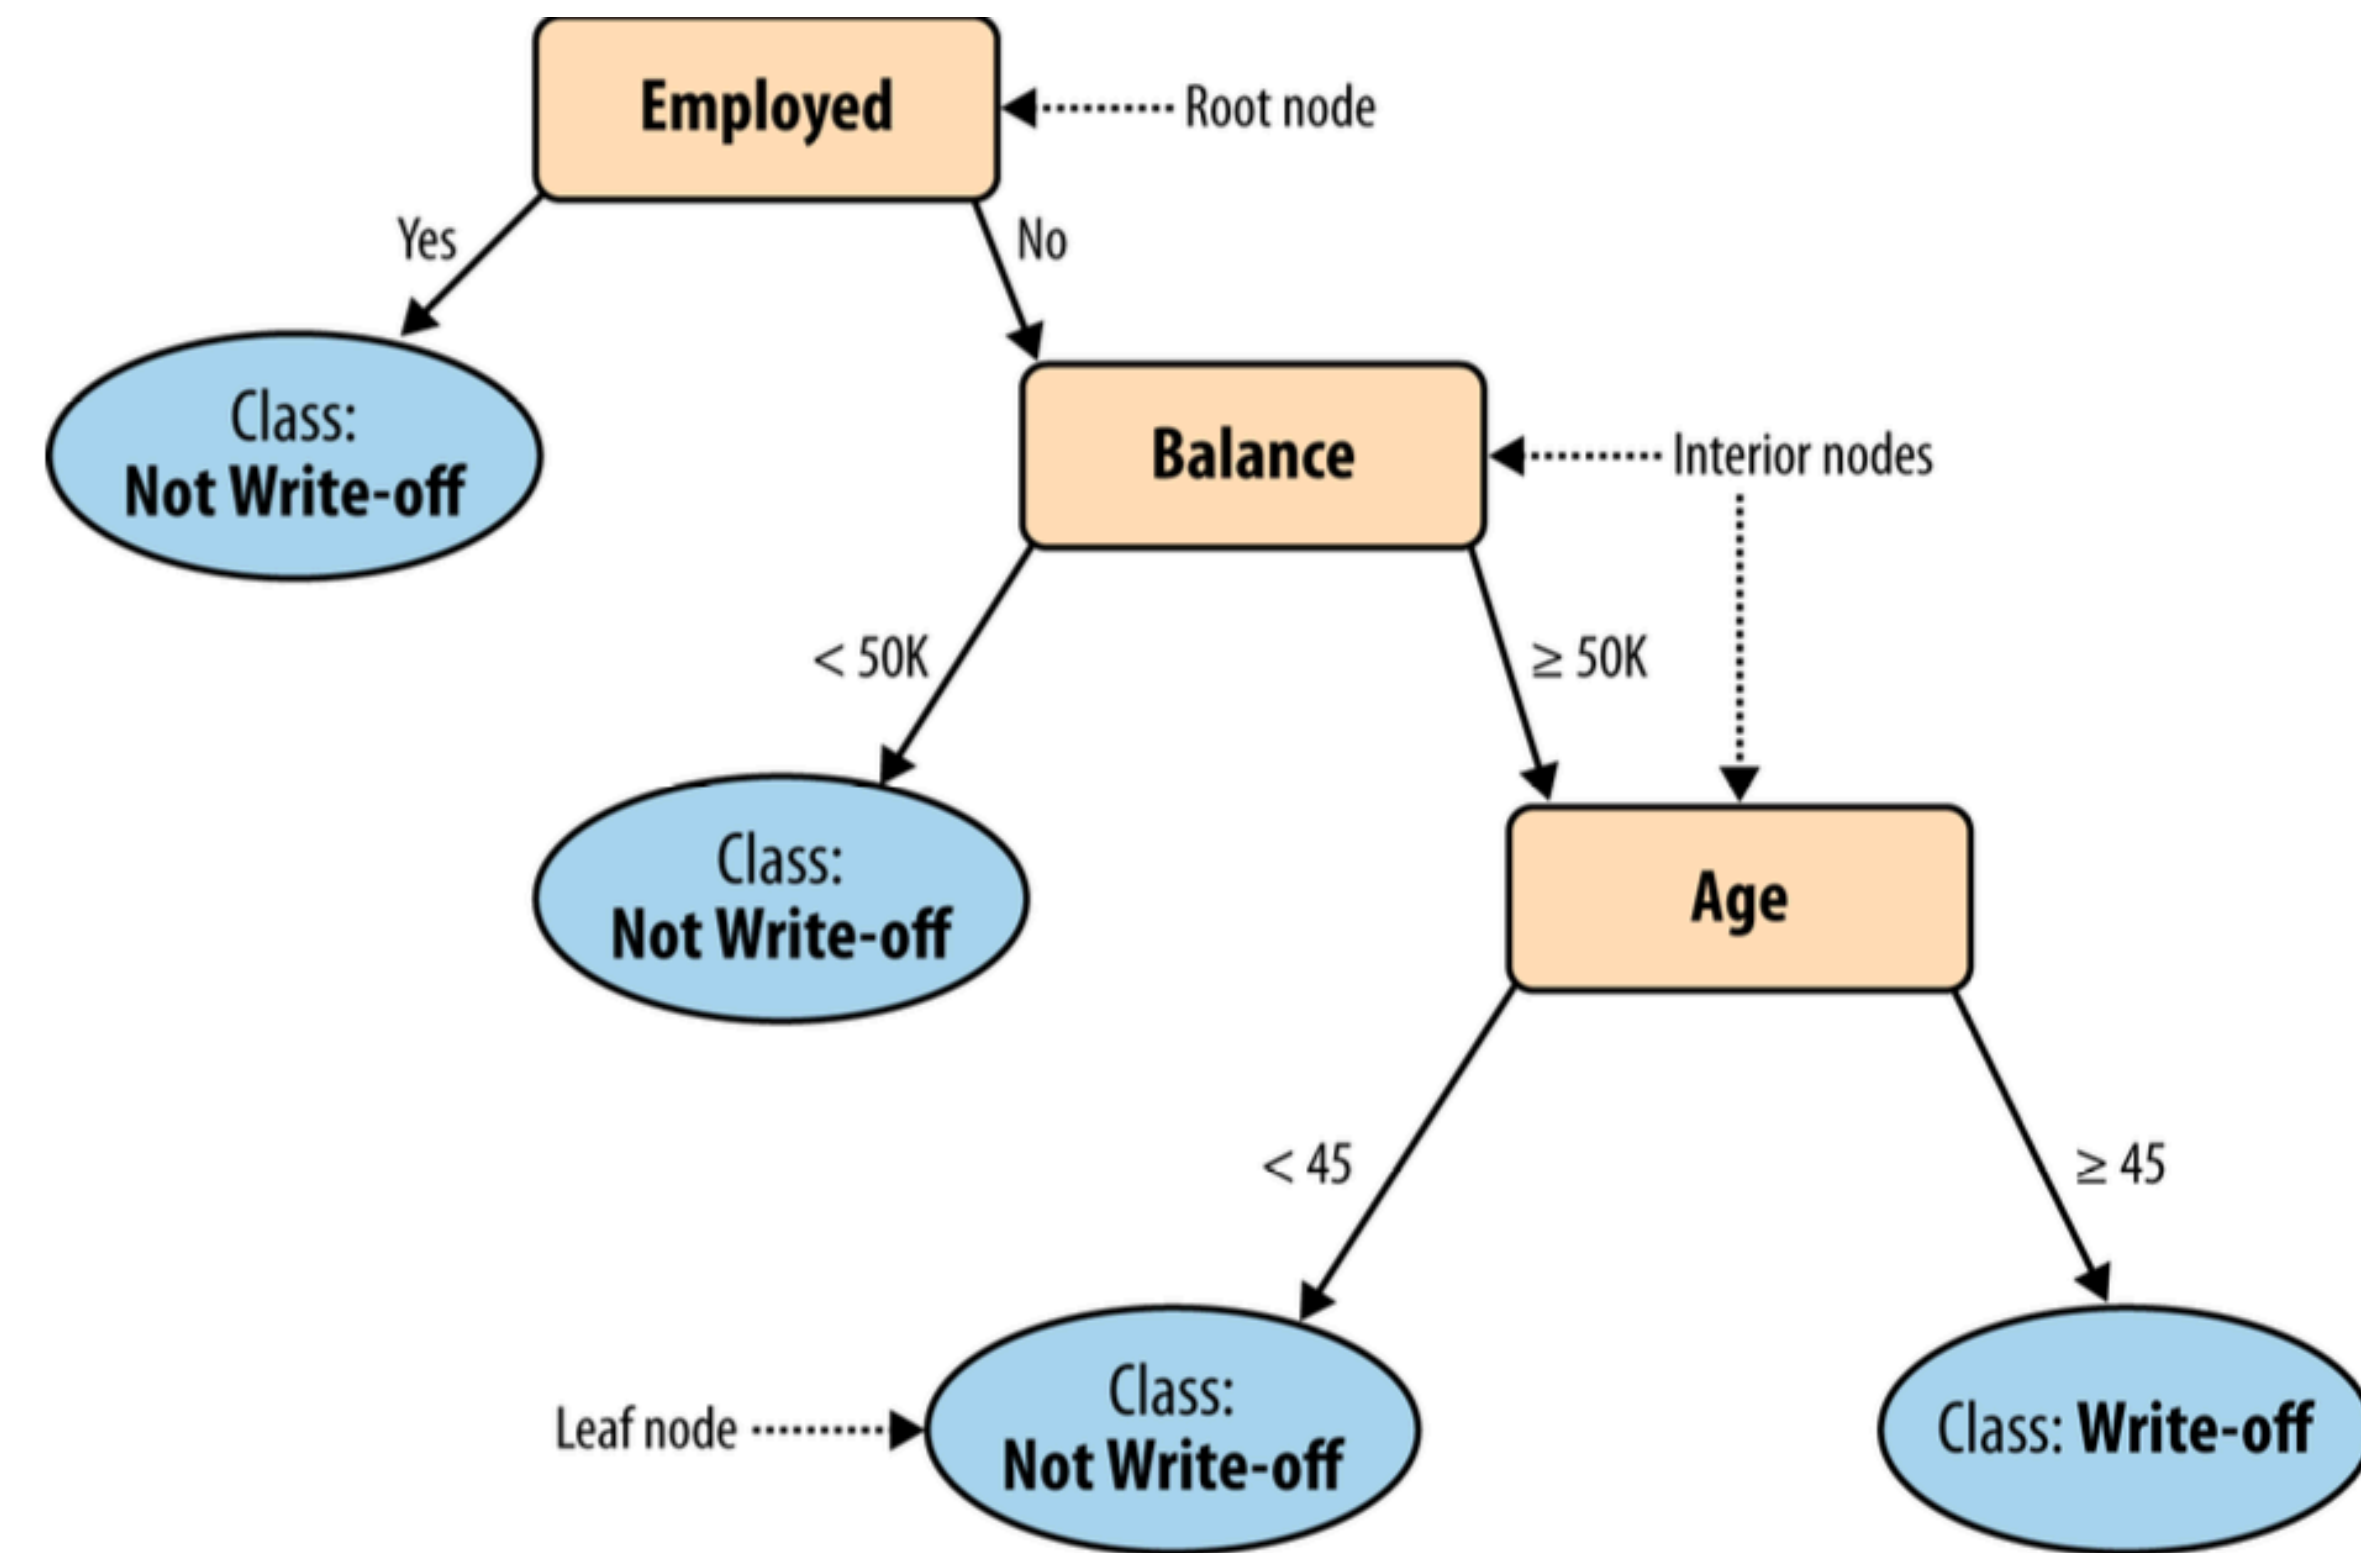 Employed
Root node
Yes
No
Class:
Not Write-off
Balance
Interior nodes
< 50K
≥ 50K
Class:
Not Write-off
Age
< 45
≥ 45
Leaf node
Class:
Not Write-off
Class: Write-off